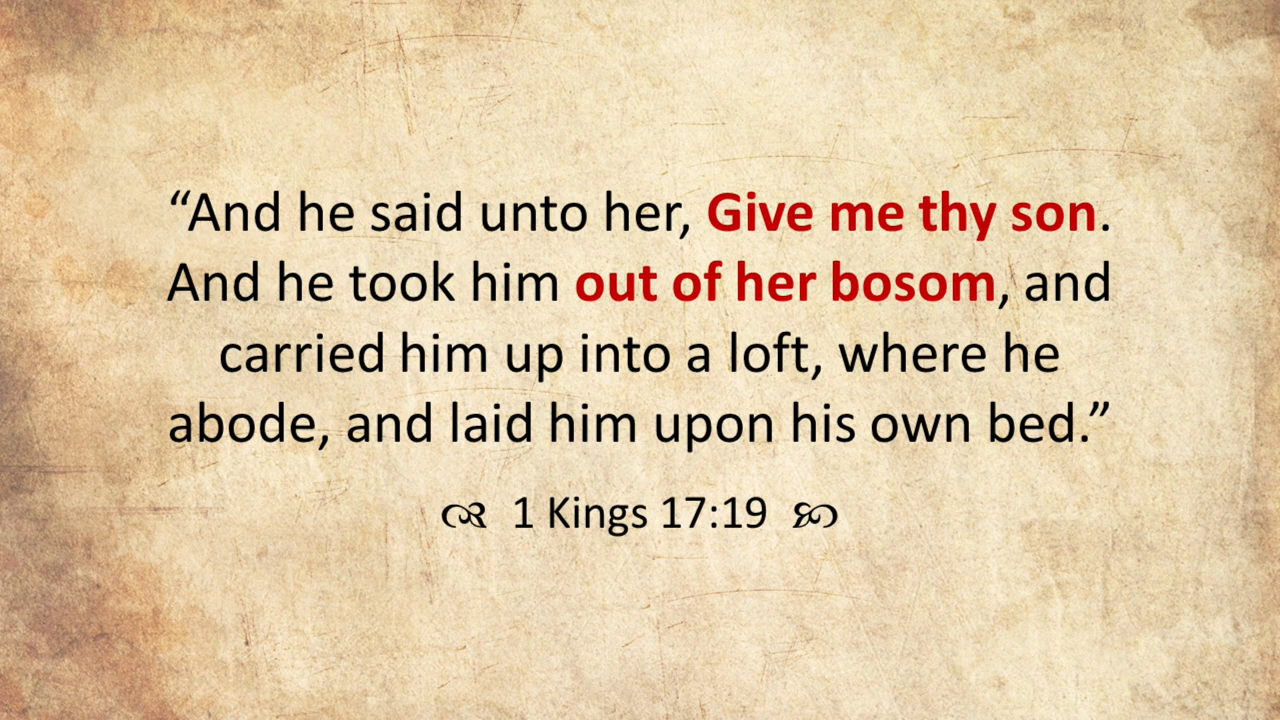 “And he said unto her, Give me thy son.
And he took him out of her bosom, and
carried him up into a loft, where he
abode, and laid him upon his own bed.”
1 Kings 17:19